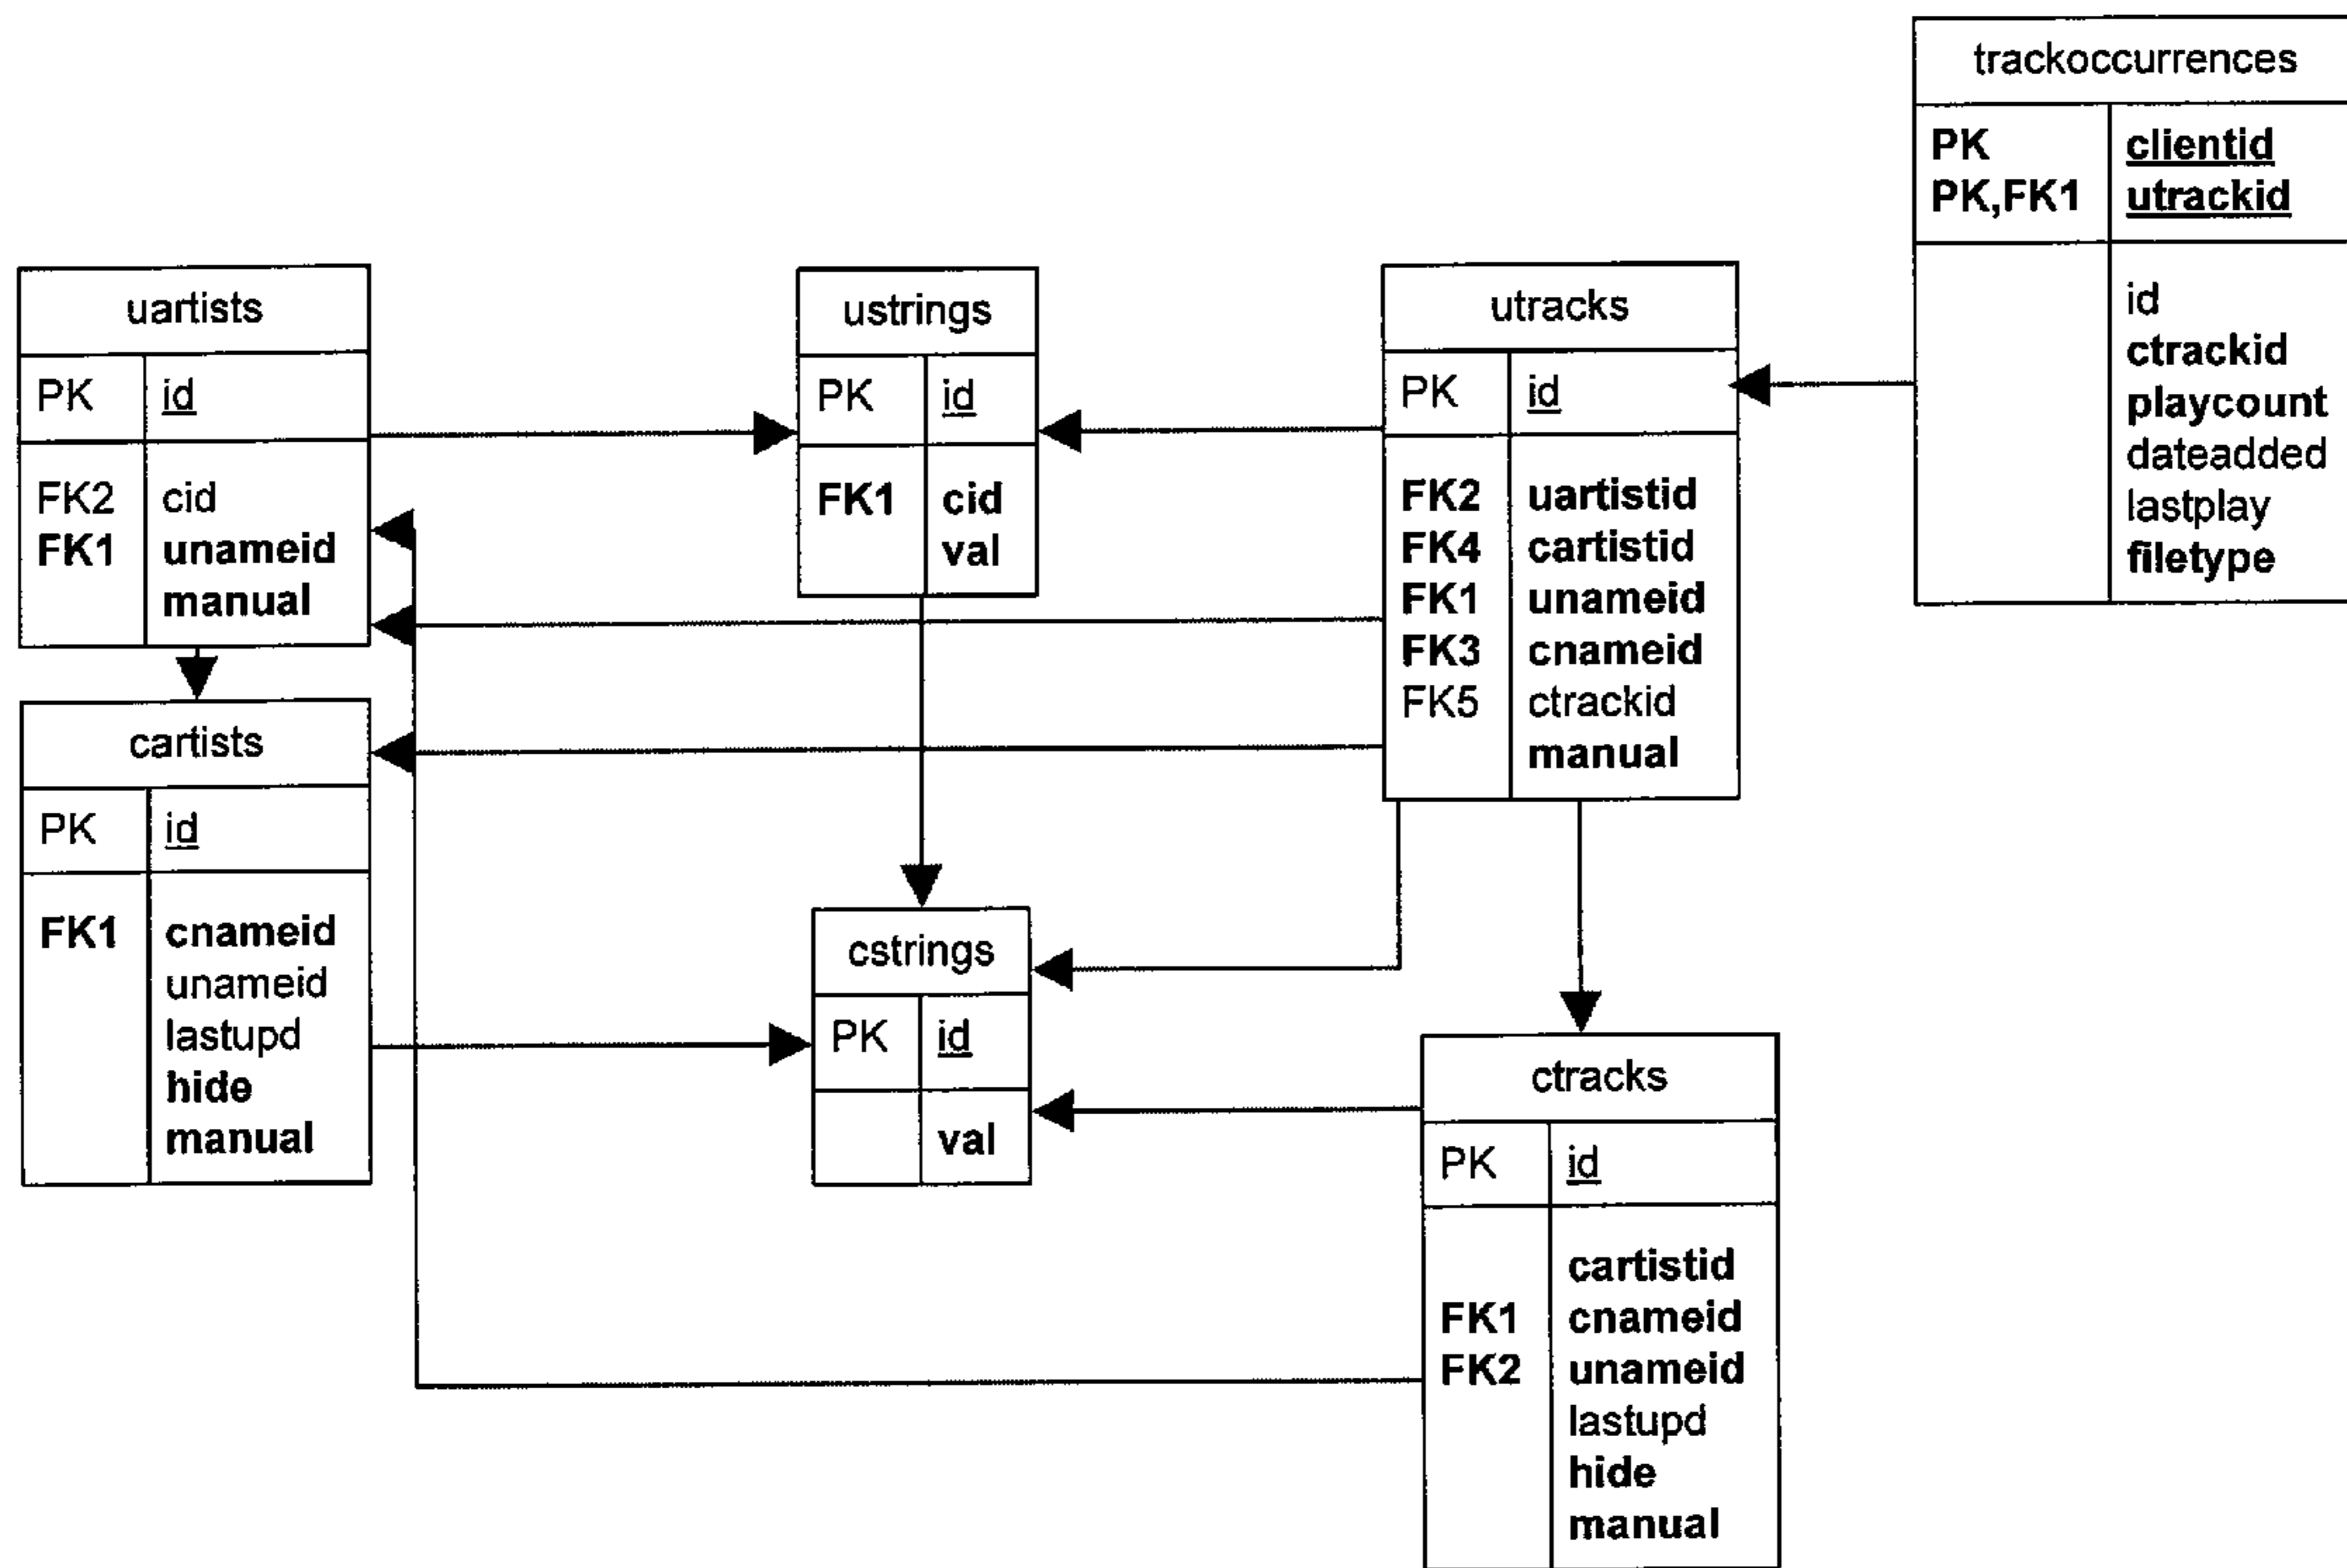 trackoccurrences
PK clientid
PK,FK1 utrackid
id
ctrackid
playcount
dateadded
lastplay
filetype
uartists
PK id
FK2 cid
FK1 unameid
manual
ustrings
PK id
FK1 cid
val
utracks
PK id
FK2 uartistid
FK4 cartistid
FK1 unameid
FK3 cnameid
FK5 ctrackid
manual
cartists
PK id
FK1 cnameid
unameid
lastupd
hide
manual
cstrings
PK id
val
ctracks
PK id
cartistid
FK1 cnameid
FK2 unameid
lastupd
hide
manual